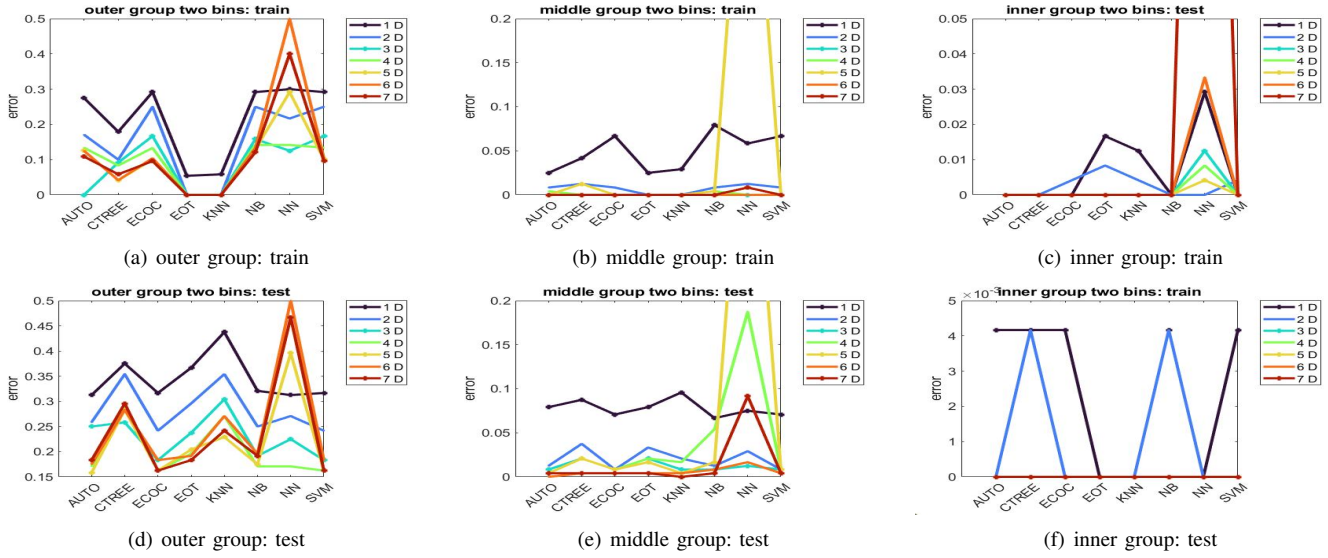 outer group two bins: train
error
0.5
0.4
0.3
0.2
0.1
0
AUTO
CTREE
ECOC
EOT
KNN
NB
NN
SVM
1 D
2 D
3 D
4 D
5 D
6 D
7 D
(a) outer group: train
middle group two bins: train
error
0.2
0.15
0.1
0.05
0
AUTO
CTREE
ECOC
EOT
KNN
NB
NN
SVM
1 D
2 D
3 D
4 D
5 D
6 D
7 D
(b) middle group: train
inner group two bins: test
error
0.05
0.04
0.03
0.02
0.01
0
AUTO
CTREE
ECOC
EOT
KNN
NB
NN
SVM
1 D
2 D
3 D
4 D
5 D
6 D
7 D
(c) inner group: train
outer group two bins: test
error
0.5
0.45
0.4
0.35
0.3
0.25
0.2
0.15
AUTO
CTREE
ECOC
EOT
KNN
NB
NN
SVM
1 D
2 D
3 D
4 D
5 D
6 D
7 D
(d) outer group: test
middle group two bins: test
error
0.2
0.15
0.1
0.05
0
AUTO
CTREE
ECOC
EOT
KNN
NB
NN
SVM
1 D
2 D
3 D
4 D
5 D
6 D
7 D
(e) middle group: test
×10⁻³
inner group two bins: train
error
5
4
3
2
1
0
AUTO
CTREE
ECOC
EOT
KNN
NB
NN
SVM
1 D
2 D
3 D
4 D
5 D
6 D
7 D
(f) inner group: test